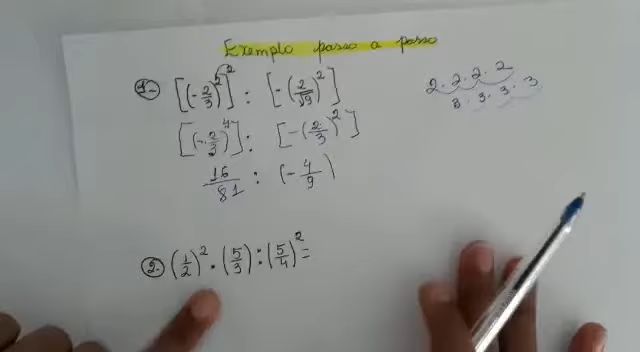 Exemplo passo a passo
1- [(-2/3)²]² : [-(2/√9)²]
2.2.2.2
3.3.3.3
[(-2/3)⁴] : [-(2/3)²]
16/81 : (-4/9)
2. (1/2)² . (5/3) : (5/4)² =